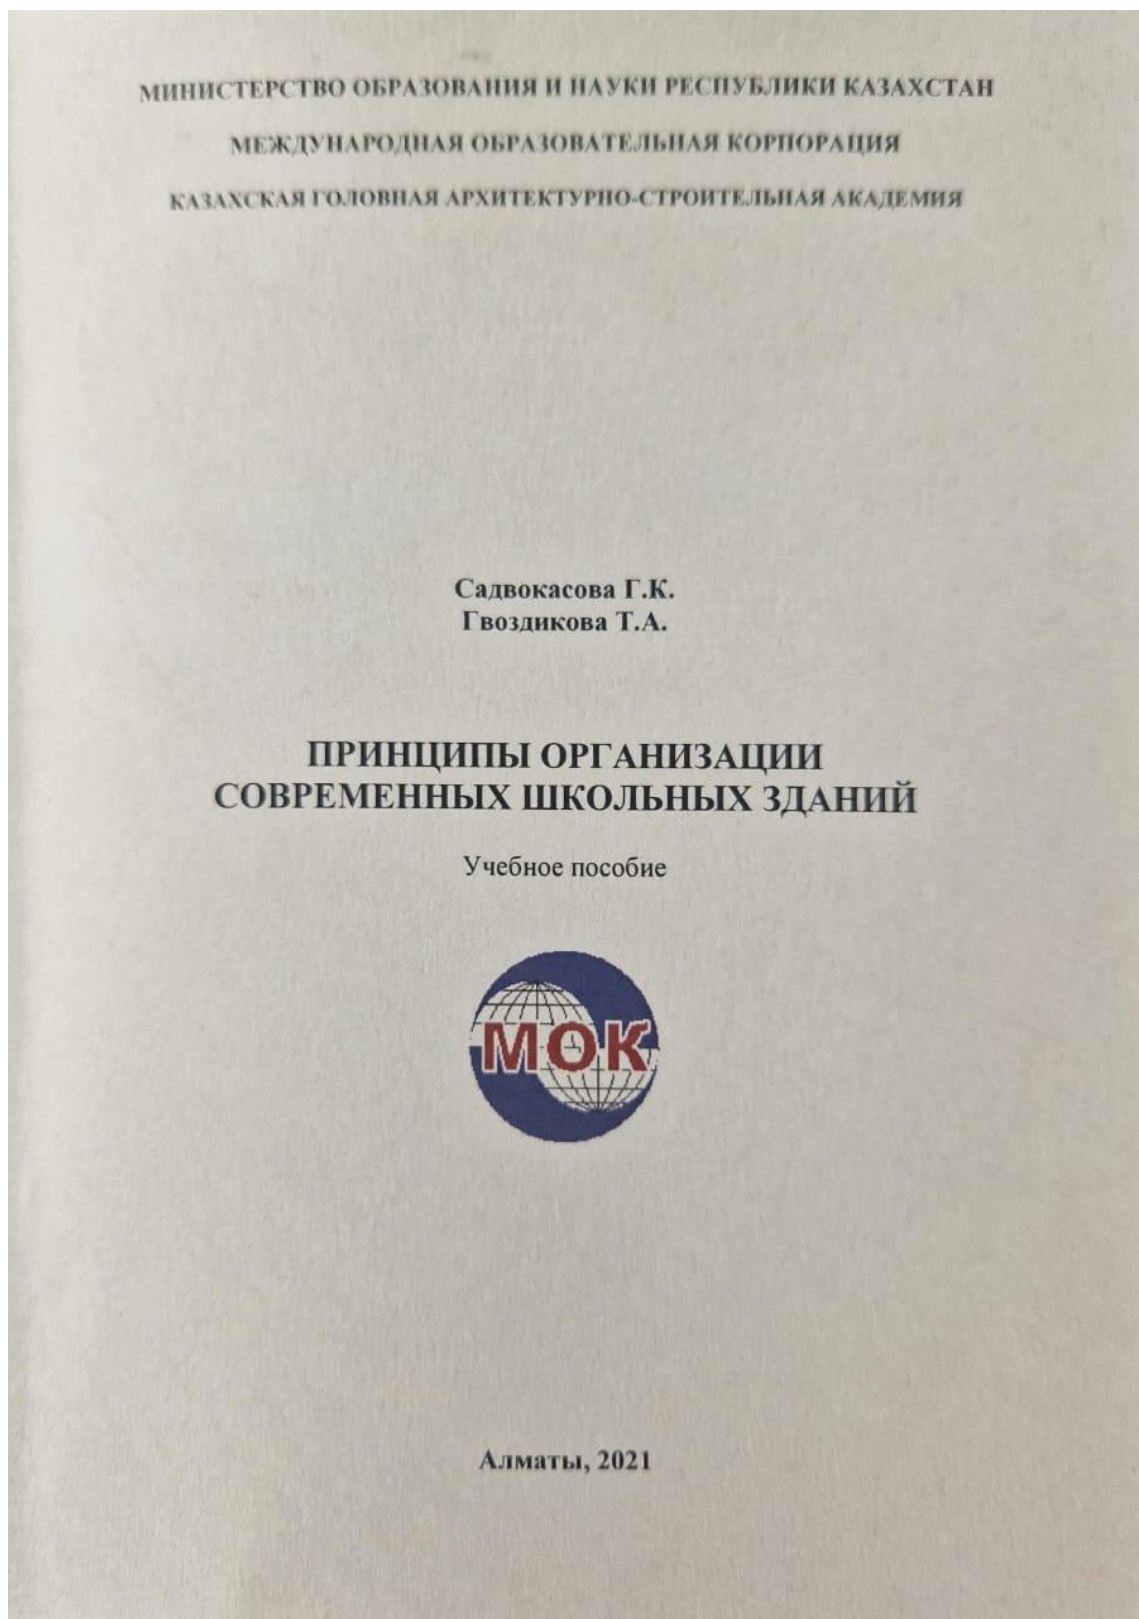 МИНИСТЕРСТВО ОБРАЗОВАНИЯ И НАУКИ РЕСПУБЛИКИ КАЗАХСТАН
МЕЖДУНАРОДНАЯ ОБРАЗОВАТЕЛЬНАЯ КОРПОРАЦИЯ
КАЗАХСКАЯ ГОЛОВНАЯ АРХИТЕКТУРНО-СТРОИТЕЛЬНАЯ АКАДЕМИЯ
Садвокасова Г.К.
Гвоздикова Т.А.
ПРИНЦИПЫ ОРГАНИЗАЦИИ
СОВРЕМЕННЫХ ШКОЛЬНЫХ ЗДАНИЙ
Учебное пособие
МОК
Алматы, 2021